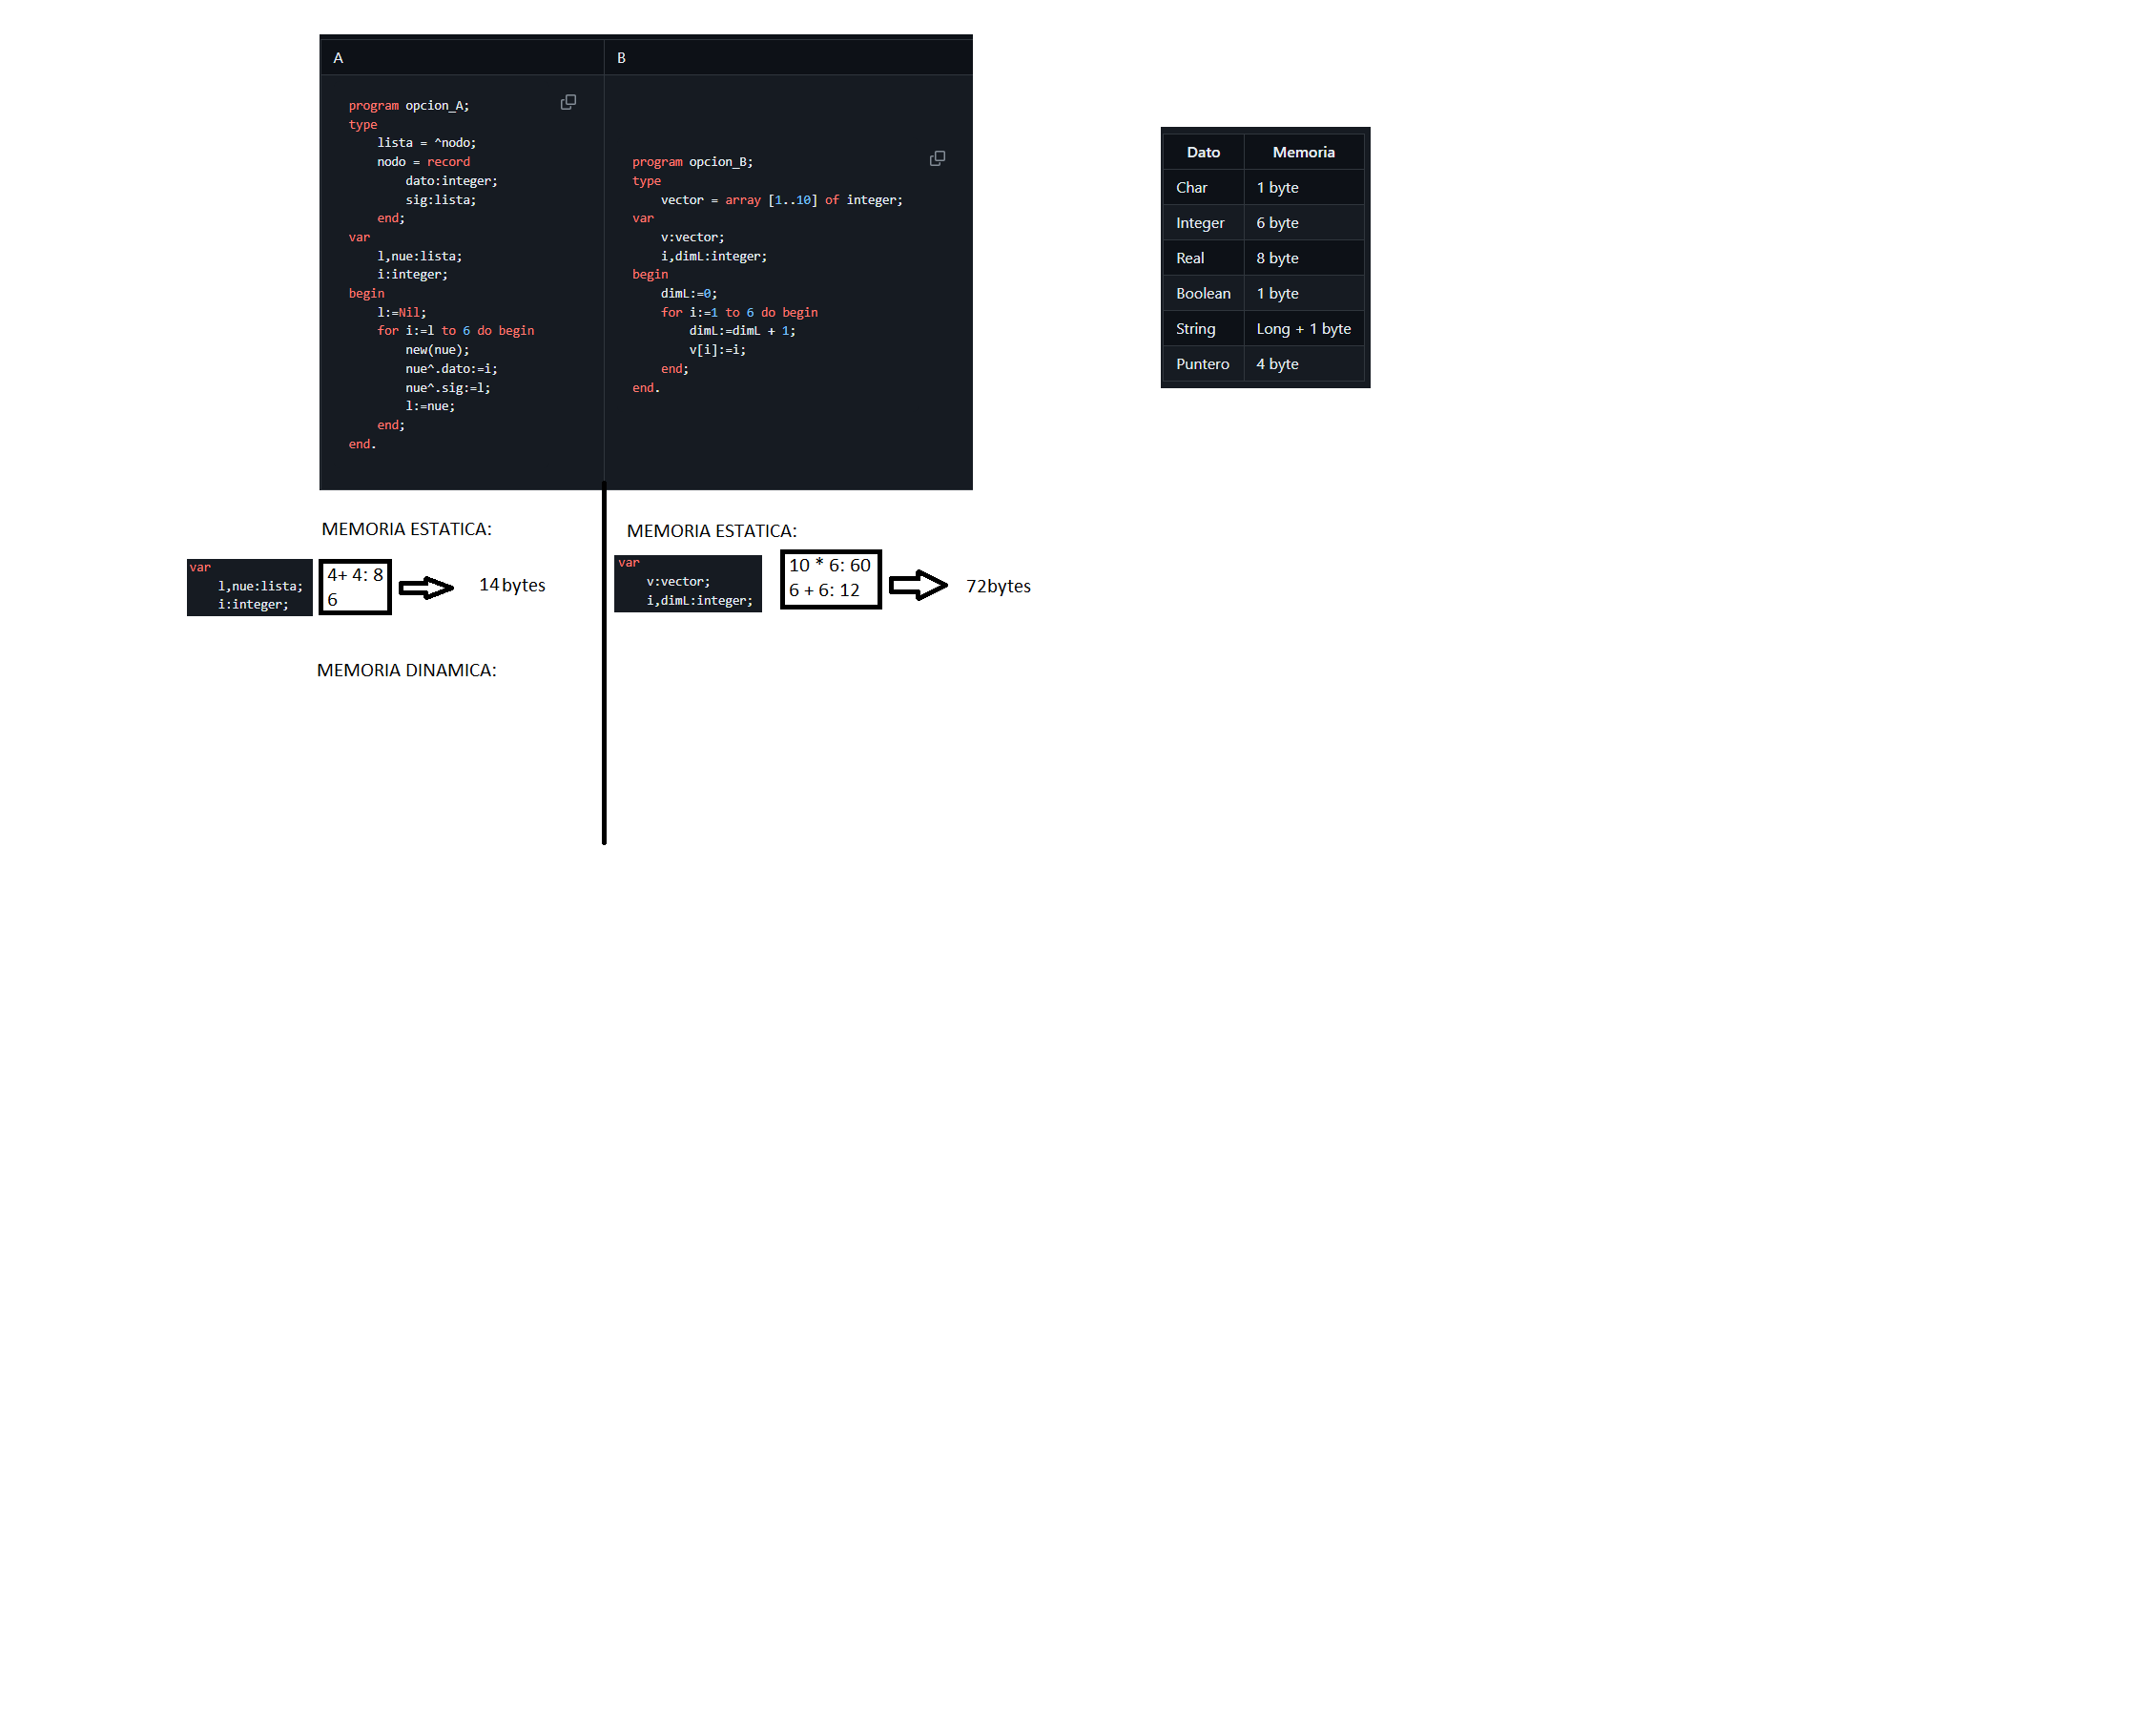 A
program opcion_A;
type
lista = ^nodo;
nodo = record
dato:integer;
sig:lista;
end;
var
l,nue:lista;
i:integer;
begin
l:=Nil;
for i:=l to 6 do begin
new(nue);
nue^.dato:=i;
nue^.sig:=l;
l:=nue;
end;
end.
B
program opcion_B;
type
vector = array [1..10] of integer;
var
v:vector;
i,dimL:integer;
begin
dimL:=0;
for i:=1 to 6 do begin
dimL:=dimL + 1;
v[i]:=i;
end;
end.
Dato Memoria
Char 1 byte
Integer 6 byte
Real 8 byte
Boolean 1 byte
String Long + 1 byte
Puntero 4 byte
MEMORIA ESTATICA:
var
l,nue:lista;
i:integer;
4+ 4: 8
6
14 bytes
MEMORIA DINAMICA:
MEMORIA ESTATICA:
var
v:vector;
i,dimL:integer;
10 * 6: 60
6 + 6: 12
72bytes